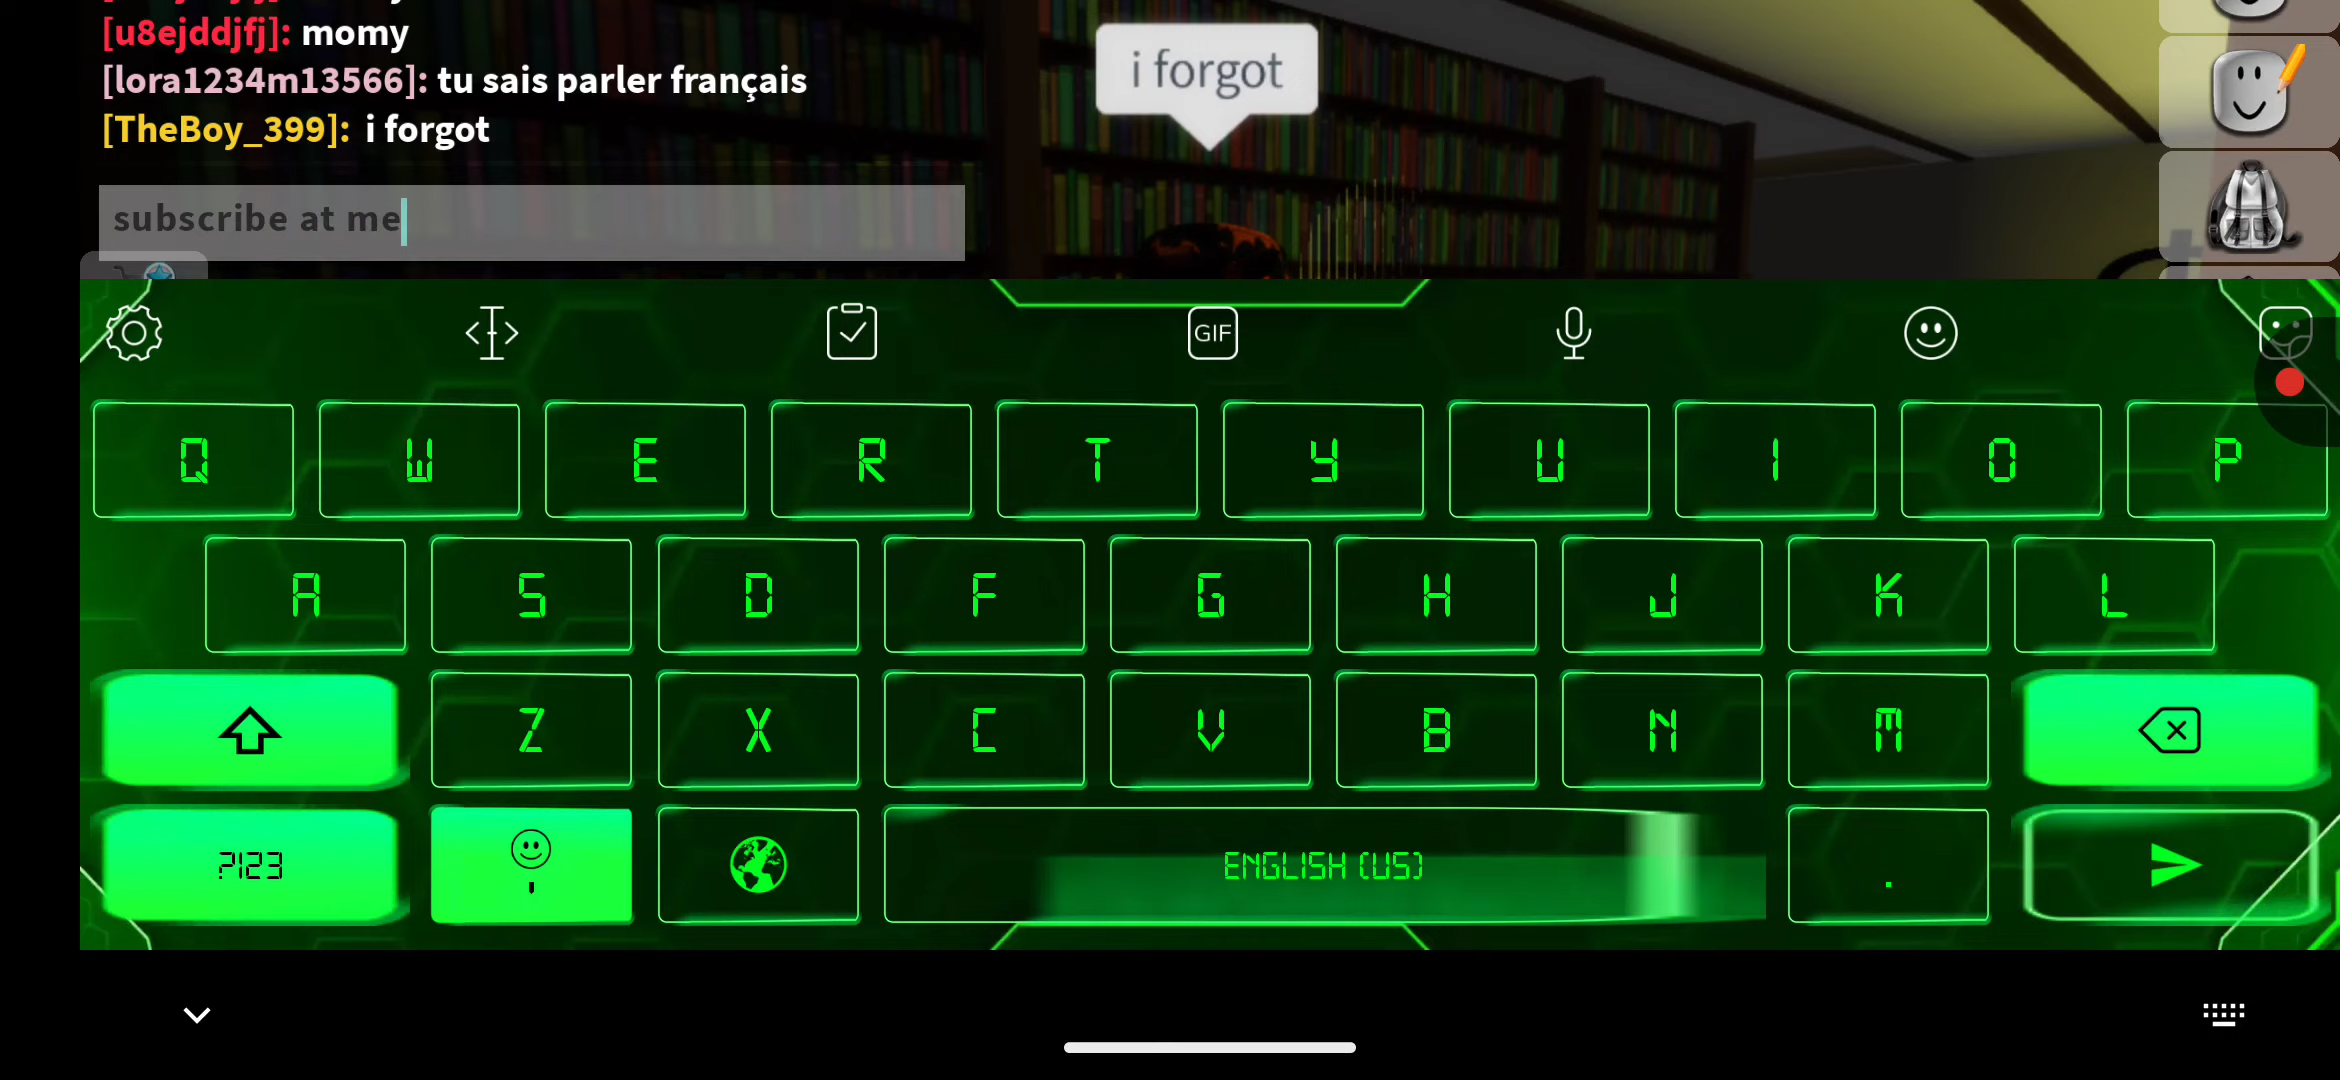 [u8ejddjfj]: momy
[lora1234m13566]: tu sais parler français
[TheBoy_399]: i forgot
i forgot
subscribe at me
GIF
Q W E R T Y U I O P
A S D F G H J K L
Z X C V B N M
?123 , ENGLISH (US) .